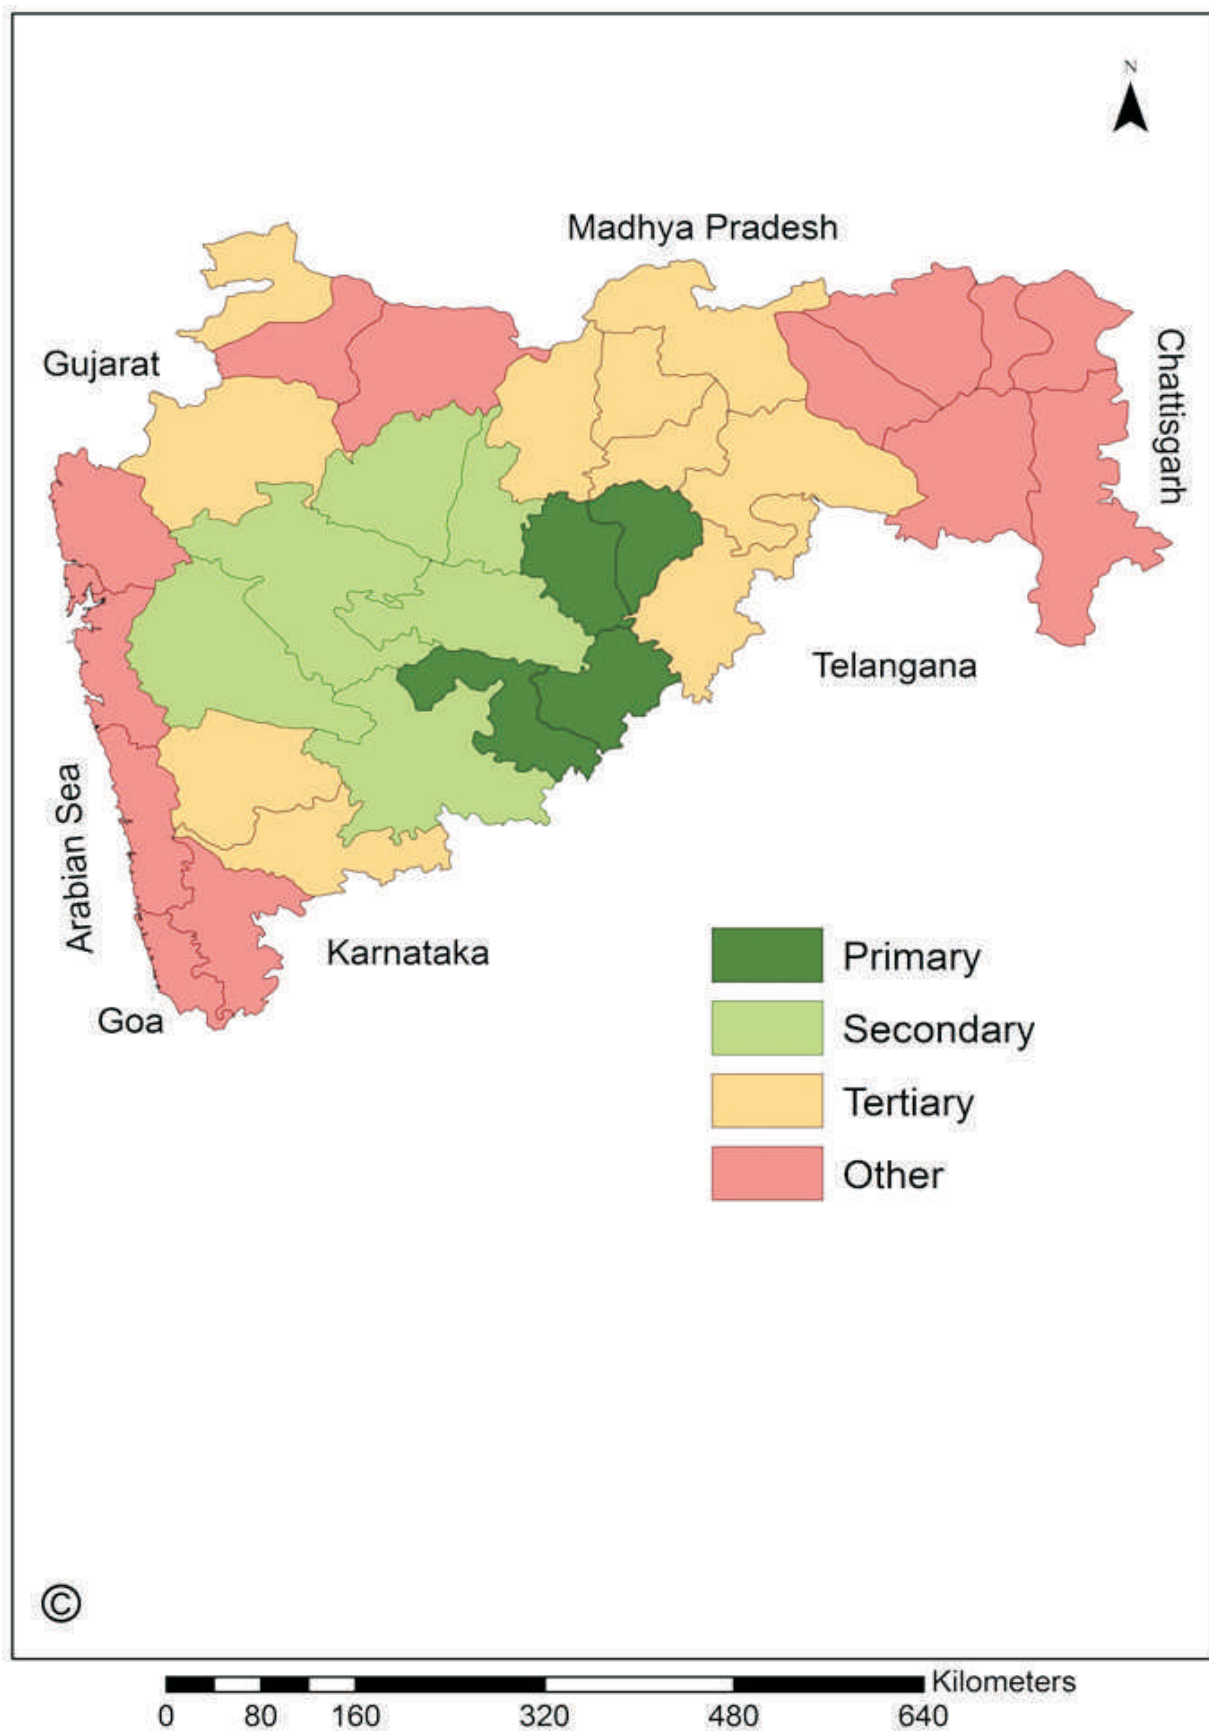 N
Madhya Pradesh
Gujarat
Chattisgarh
Telangana
Arabian Sea
Karnataka
Goa
Primary
Secondary
Tertiary
Other
©
Kilometers
0 80 160 320 480 640